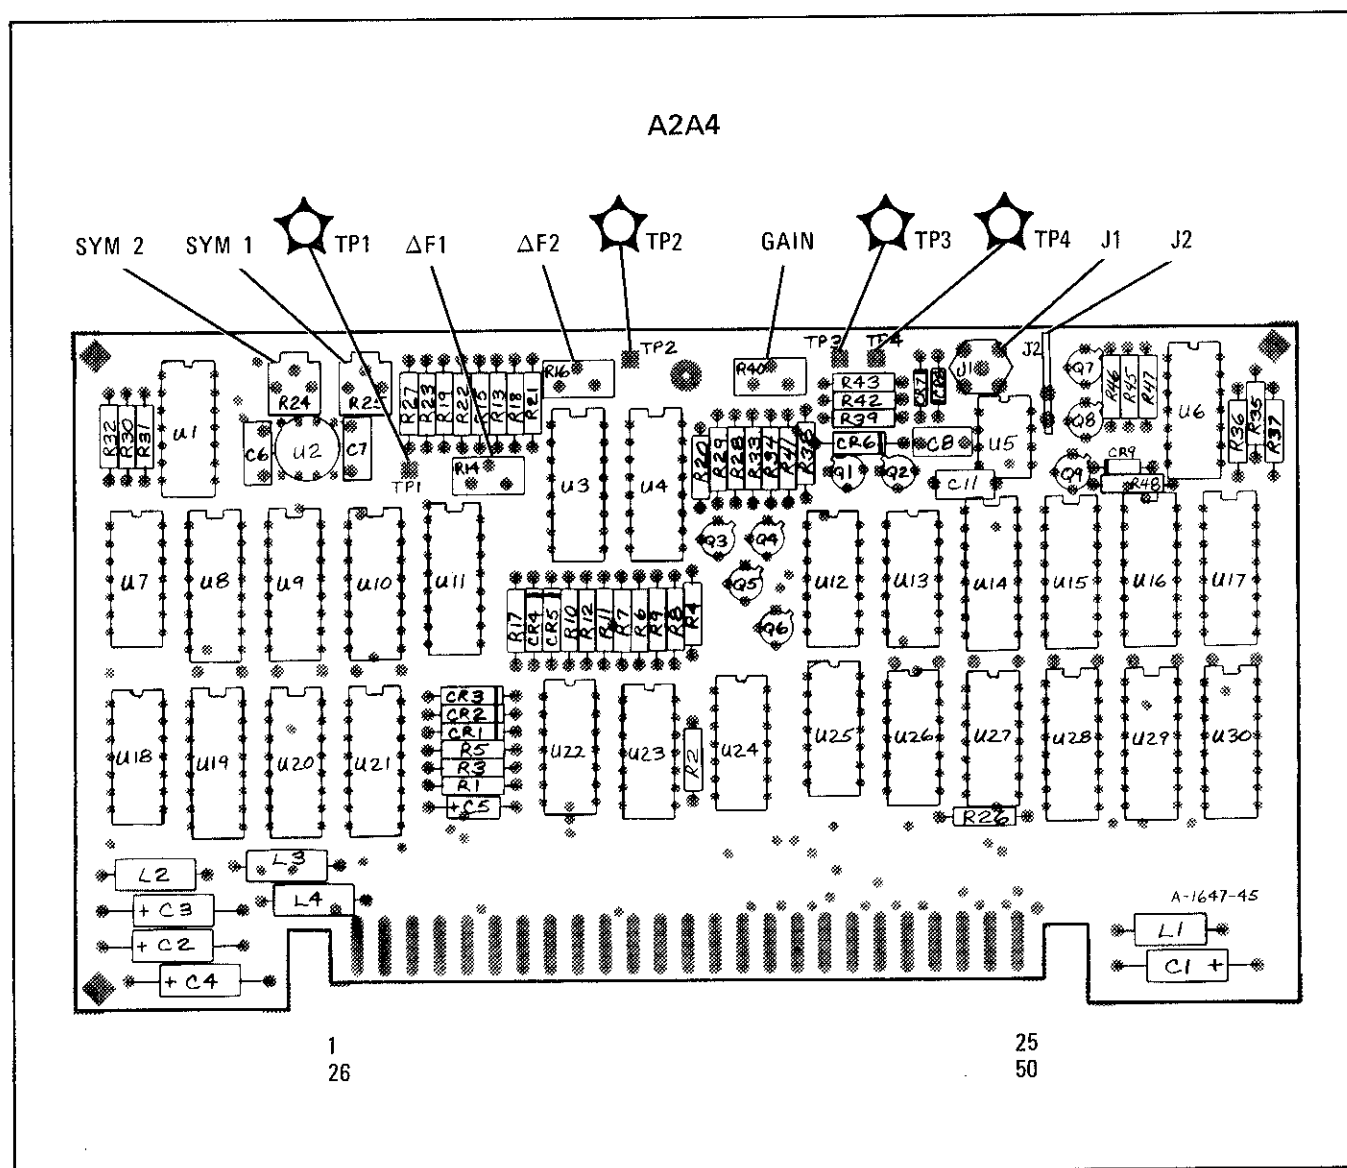 A2A4
SYM 2 SYM 1 TP1 ΔF1 ΔF2 TP2 GAIN TP3 TP4 J1 J2
TP2 TP3 TP4 J2
R16 R40 J1 Q7
R24 R25
R27 R23 R19 R22 R15 R13 R18 R21
R43 CR7 CR8
R42
R39
R46 R45 R47
U6
R36 R35 R37
R32 R30 R31
U1
C6 U2 C7
TP1
R14
U3 U4
R20 R29 R28 R33 R34 R41 R38
CR6 C8 U5 Q8
Q1 Q2 C11 Q9 CR9
R48
Q3 Q4
U7 U8 U9 U10 U11 Q5 U12 U13 U14 U15 U16 U17
R17 CR4 CR5 R10 R12 R11 R7 R6 R9 R8 R4
Q6
CR3
CR2
CR1
R5
R3
R1
+C5
U18 U19 U20 U21 U22 U23 R2 U24 U25 U26 U27 U28 U29 U30
R26
L3
L2
L4
+ C3
+ C2
+ C4
A-1647-45
L1
C1 +
1 25
26 50